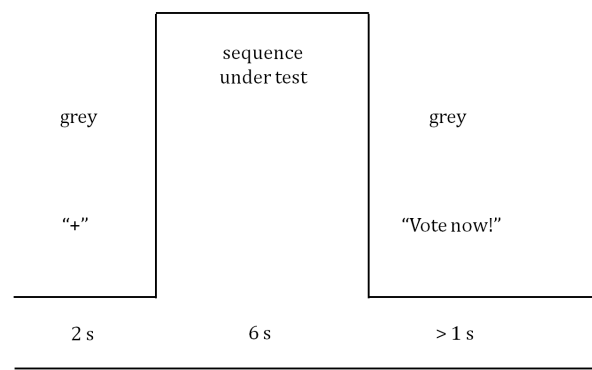 sequence
under test
grey
grey
“+”
“Vote now!”
2 s
6 s
> 1 s